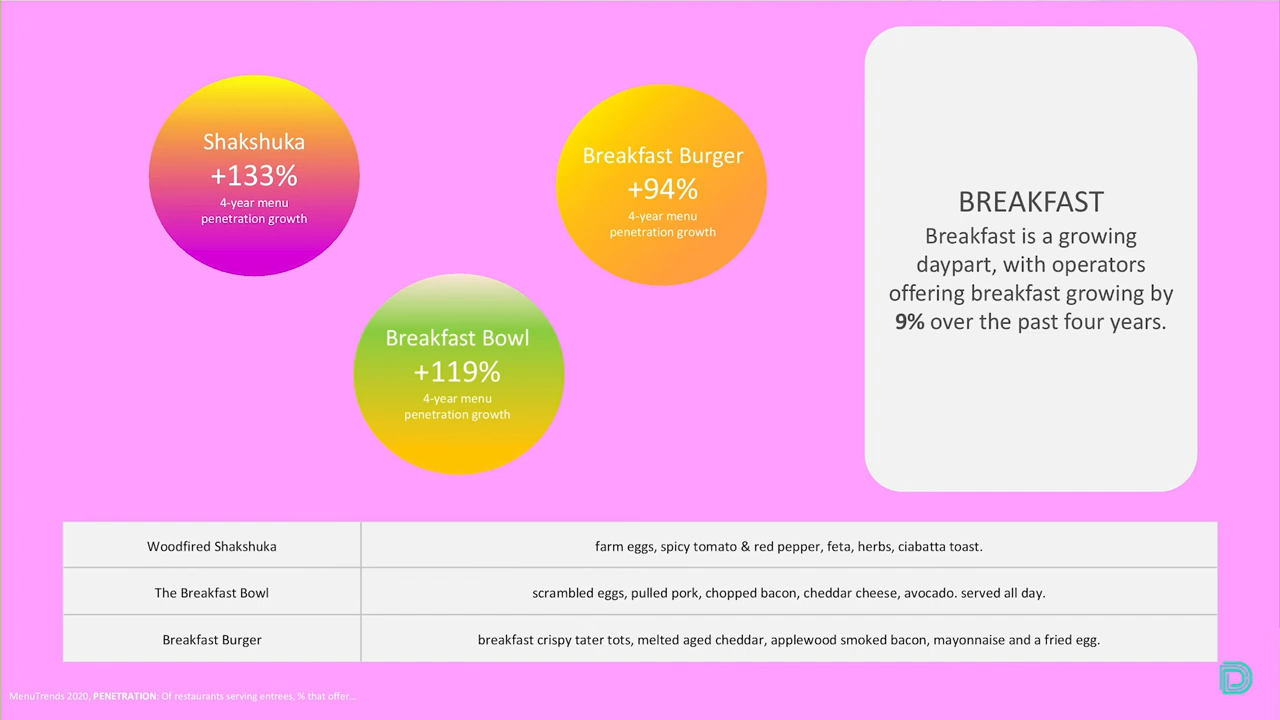 Shakshuka
+133%
4-year menu
penetration growth
Breakfast Burger
+94%
4-year menu
penetration growth
Breakfast Bowl
+119%
4-year menu
penetration growth
BREAKFAST
Breakfast is a growing
daypart, with operators
offering breakfast growing by
9% over the past four years.
Woodfired Shakshuka farm eggs, spicy tomato & red pepper, feta, herbs, ciabatta toast.
The Breakfast Bowl scrambled eggs, pulled pork, chopped bacon, cheddar cheese, avocado. served all day.
Breakfast Burger breakfast crispy tater tots, melted aged cheddar, applewood smoked bacon, mayonnaise and a fried egg.
MenuTrends 2020, PENETRATION: Of restaurants serving entrees, % that offer...